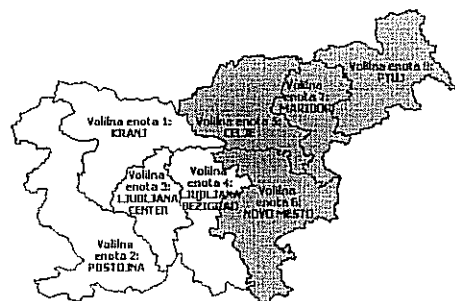 Volilna enota 1:
KRANJ
Volilna enota 2:
POSTOJNA
Volilna enota 3:
LJUBLJANA
CENTER
Volilna enota 4:
LJUBLJANA
BEŽIGRAD
Volilna enota 5:
CELJE
Volilna
enota 6:
NOVO MESTO
Volilna
enota 7:
MARIBOR
Volilna enota 8:
PTUJ